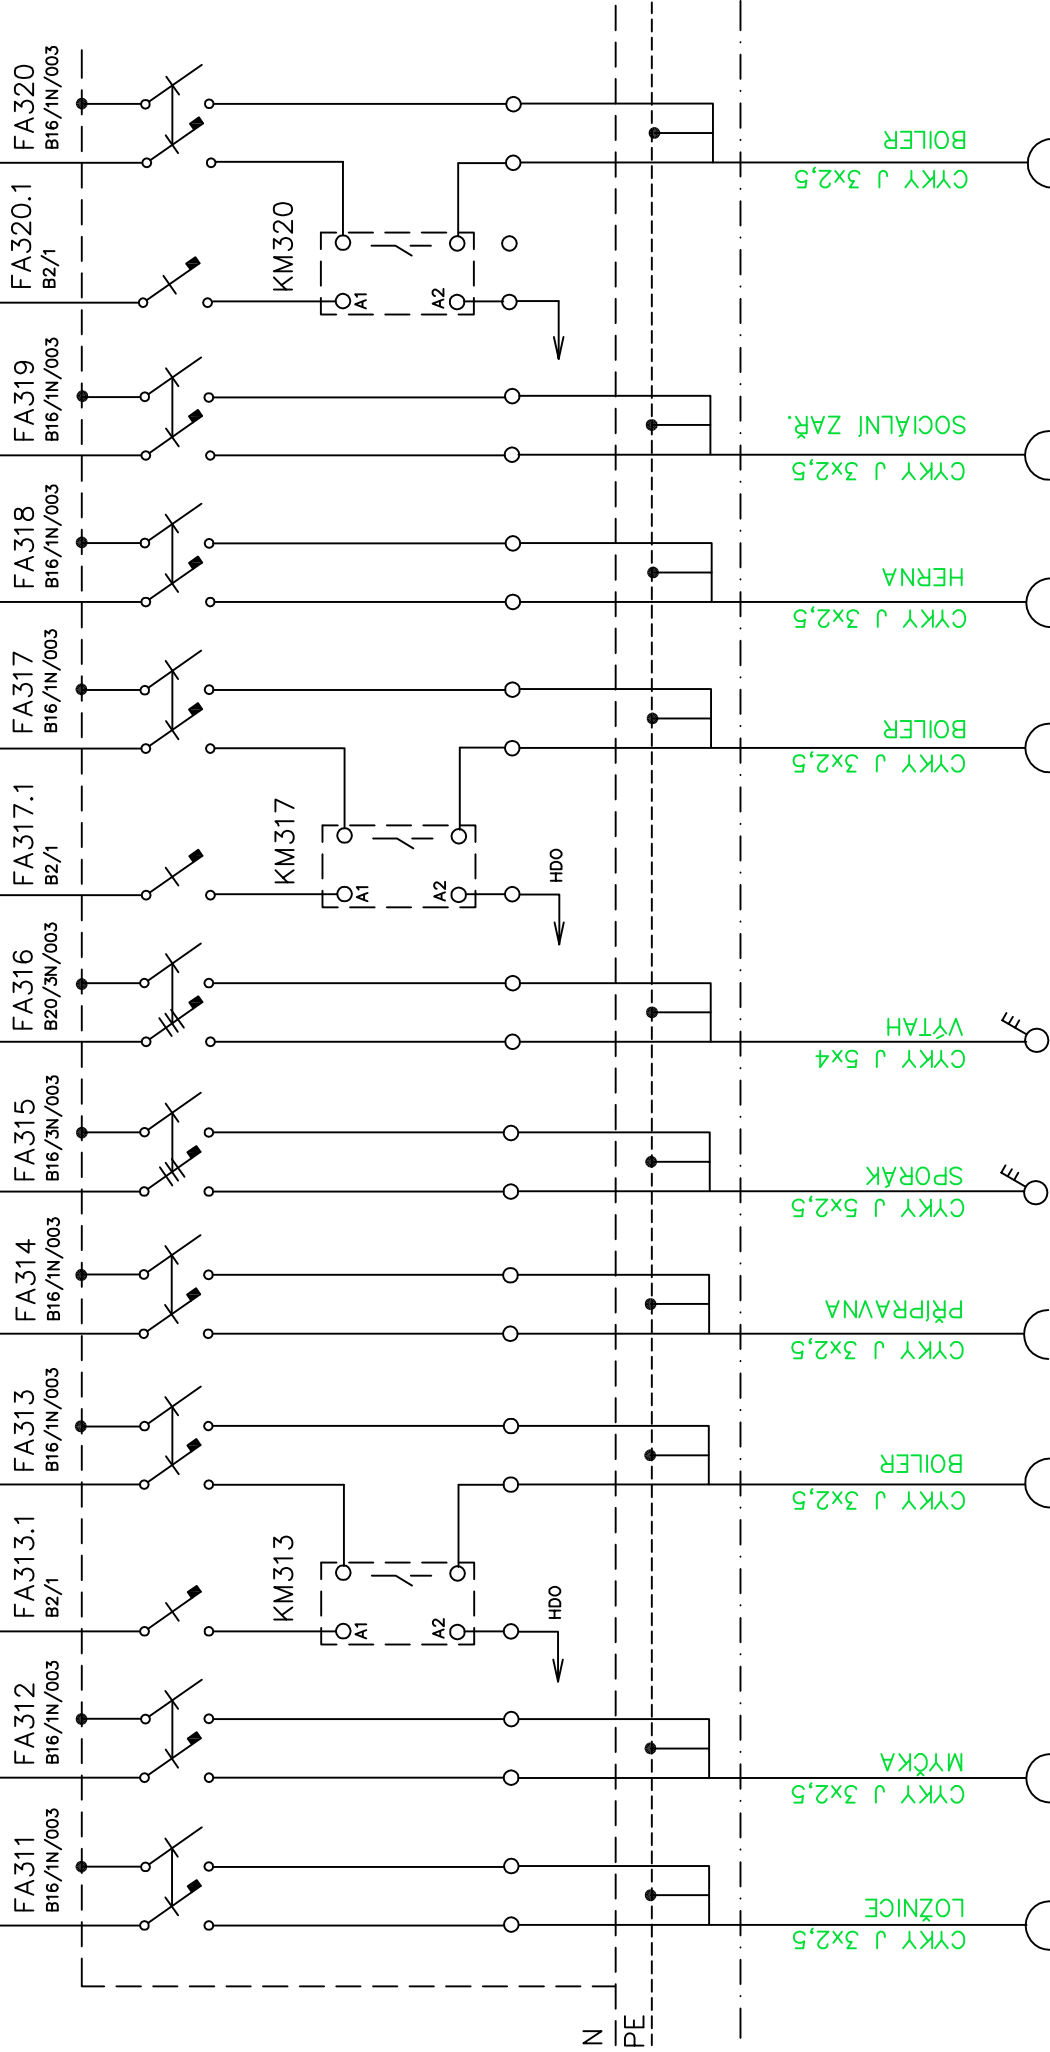 FA311
B16/1N/003
LOŽNICE
CYKY J 3x2,5
FA312
B16/1N/003
MYČKA
CYKY J 3x2,5
FA313.1
B2/1
KM313
A1
A2
HDO
FA313
B16/1N/003
BOILER
CYKY J 3x2,5
FA314
B16/1N/003
PŘÍPRAVNA
CYKY J 3x2,5
FA315
B16/3N/003
SPORÁK
CYKY J 5x2,5
FA316
B20/3N/003
VÝTAH
CYKY J 5x4
FA317.1
B2/1
KM317
A1
A2
HDO
FA317
B16/1N/003
BOILER
CYKY J 3x2,5
FA318
B16/1N/003
HERNA
CYKY J 3x2,5
FA319
B16/1N/003
SOCIÁLNÍ ZAŘ.
CYKY J 3x2,5
FA320.1
B2/1
KM320
A1
A2
FA320
B16/1N/003
BOILER
CYKY J 3x2,5
N
PE